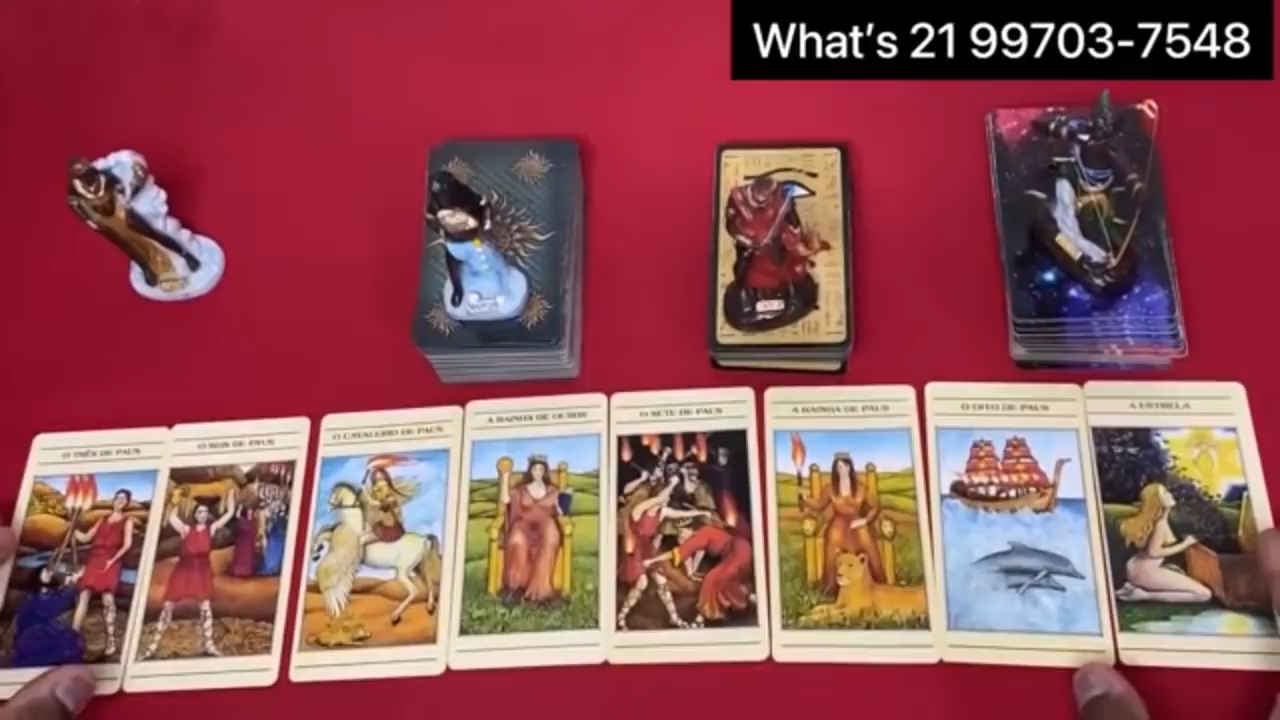 What's 21 99703-7548
O TRÊS DE PAUS
O SEIS DE PAUS
O CAVALEIRO DE PAUS
A RAINHA DE OUROS
O SETE DE PAUS
A RAINHA DE PAUS
O OITO DE PAUS
A ESTRELA